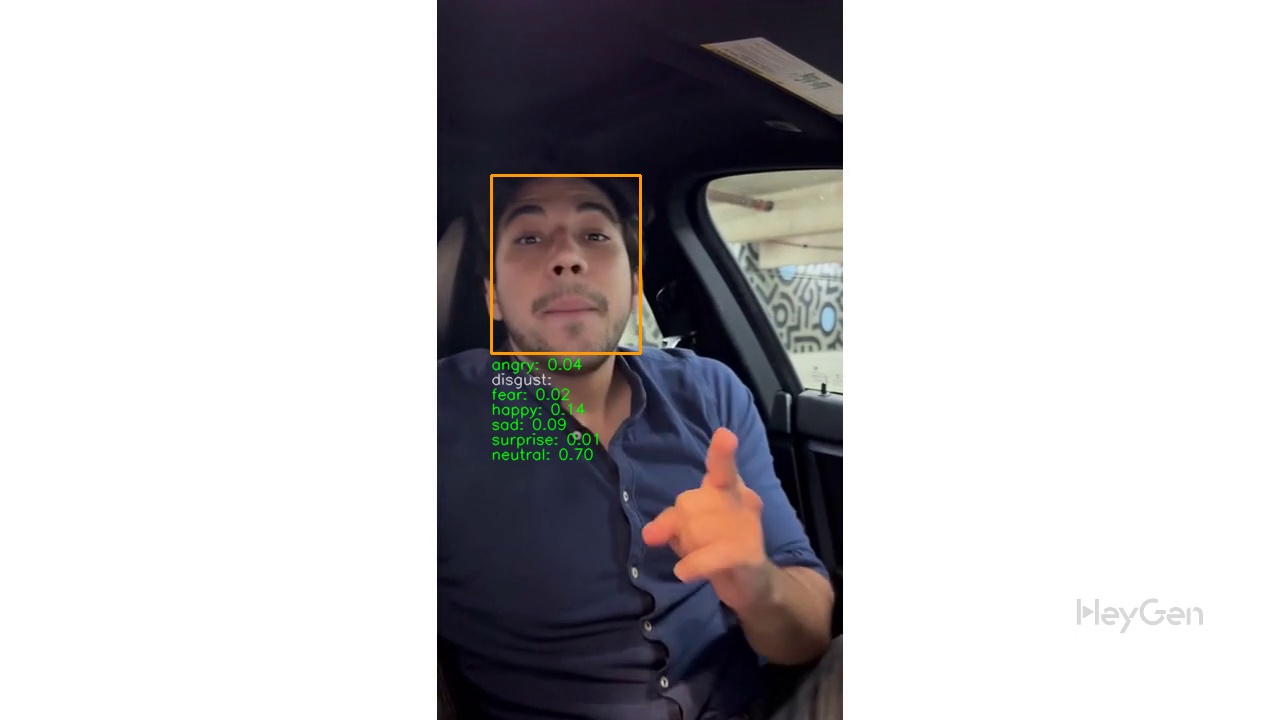 angry: 0.04
disgust:
fear: 0.02
happy: 0.14
sad: 0.09
surprise: 0.01
neutral: 0.70
HeyGen